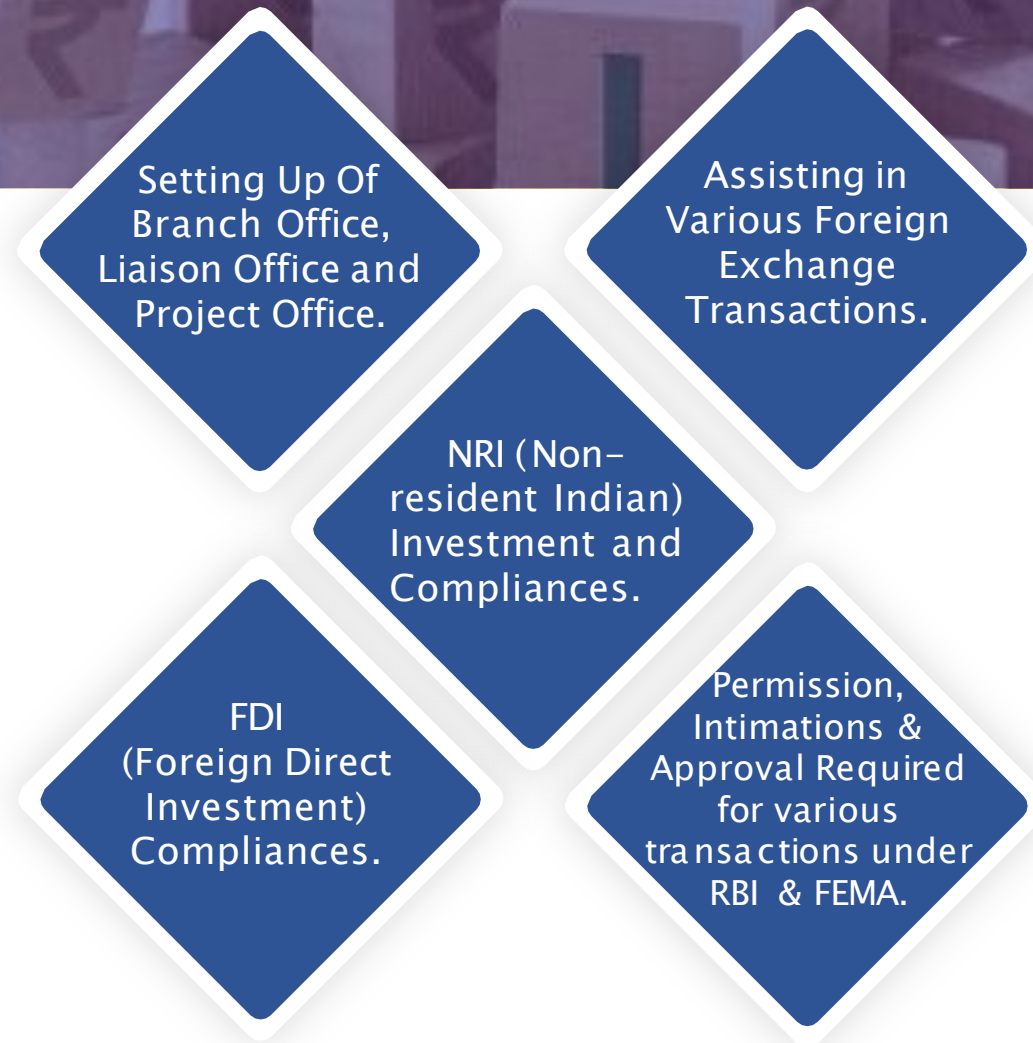 Setting Up Of
Branch Office,
Liaison Office and
Project Office.
Assisting in
Various Foreign
Exchange
Transactions.
NRI (Non-
resident Indian)
Investment and
Compliances.
FDI
(Foreign Direct
Investment)
Compliances.
Permission,
Intimations &
Approval Required
for various
transactions under
RBI & FEMA.